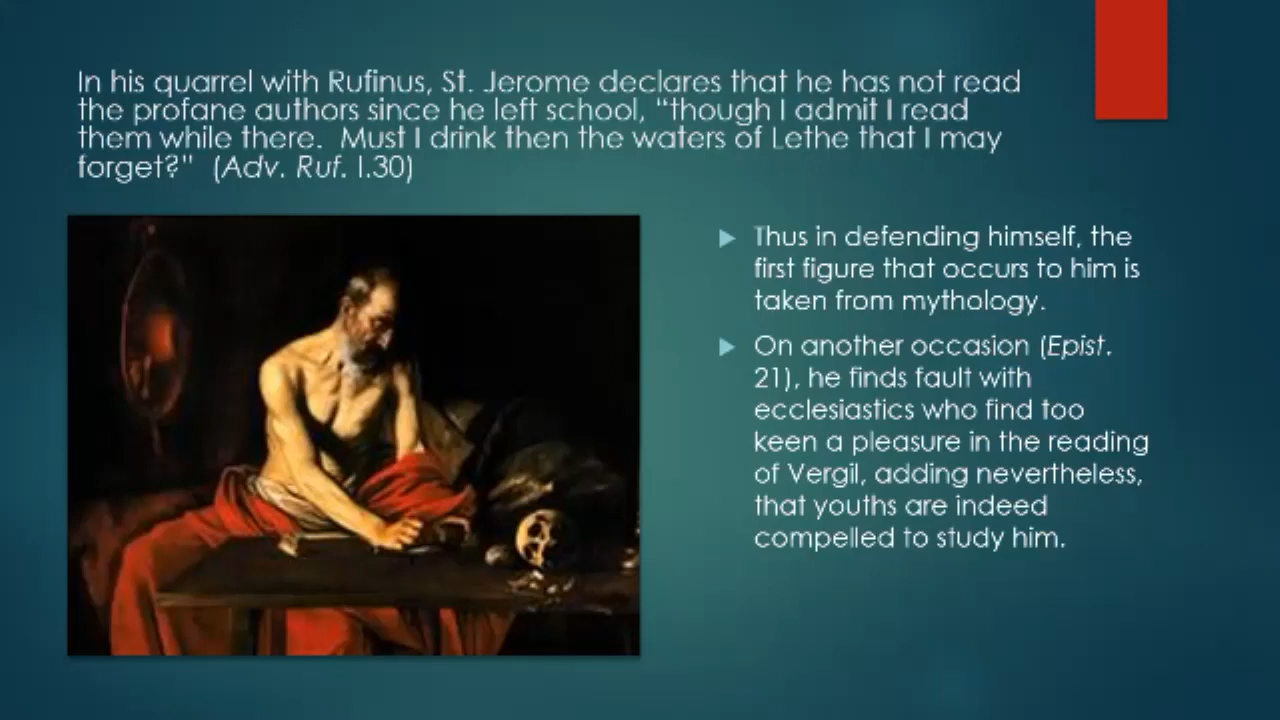 In his quarrel with Rufinus, St. Jerome declares that he has not read
the profane authors since he left school, “though I admit I read
them while there.  Must I drink then the waters of Lethe that I may
forget?”  (Adv. Ruf. I.30)
Thus in defending himself, the
first figure that occurs to him is
taken from mythology.
On another occasion (Epist.
21), he finds fault with
ecclesiastics who find too
keen a pleasure in the reading
of Vergil, adding nevertheless,
that youths are indeed
compelled to study him.